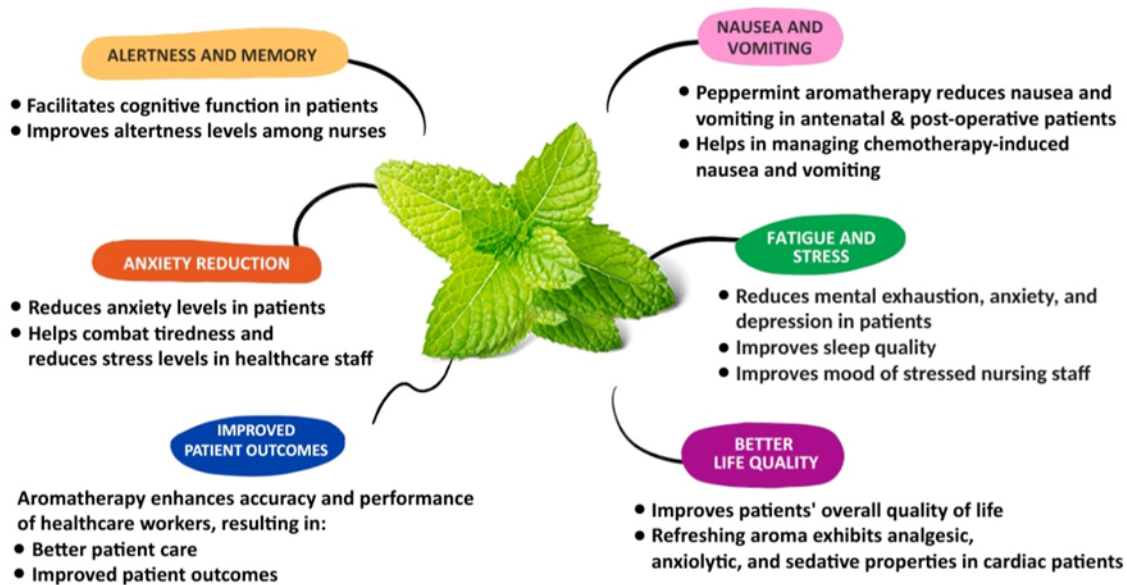 ALERTNESS AND MEMORY
● Facilitates cognitive function in patients
● Improves altertness levels among nurses
NAUSEA AND
VOMITING
● Peppermint aromatherapy reduces nausea and
vomiting in antenatal & post-operative patients
● Helps in managing chemotherapy-induced
nausea and vomiting
ANXIETY REDUCTION
● Reduces anxiety levels in patients
● Helps combat tiredness and
reduces stress levels in healthcare staff
FATIGUE AND
STRESS
● Reduces mental exhaustion, anxiety, and
depression in patients
● Improves sleep quality
● Improves mood of stressed nursing staff
IMPROVED
PATIENT OUTCOMES
Aromatherapy enhances accuracy and performance
of healthcare workers, resulting in:
● Better patient care
● Improved patient outcomes
BETTER
LIFE QUALITY
● Improves patients' overall quality of life
● Refreshing aroma exhibits analgesic,
anxiolytic, and sedative properties in cardiac patients